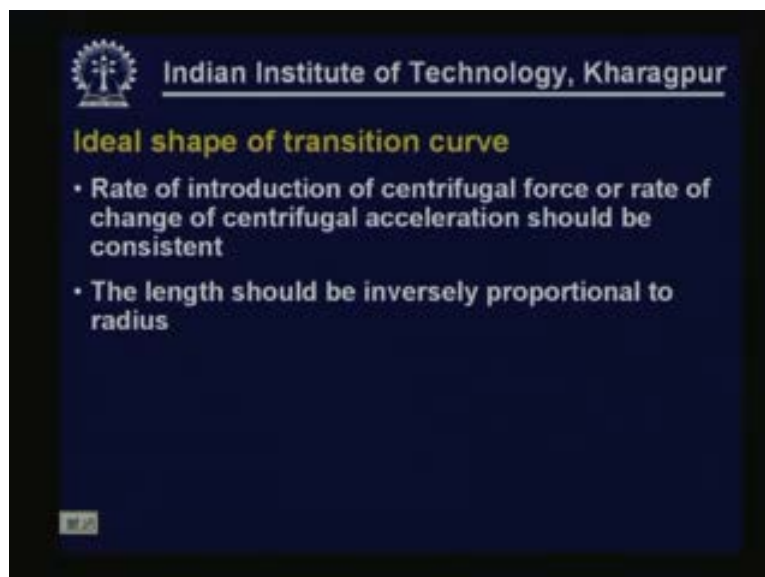 Indian Institute of Technology, Kharagpur
Ideal shape of transition curve
• Rate of introduction of centrifugal force or rate of
change of centrifugal acceleration should be
consistent
• The length should be inversely proportional to
radius